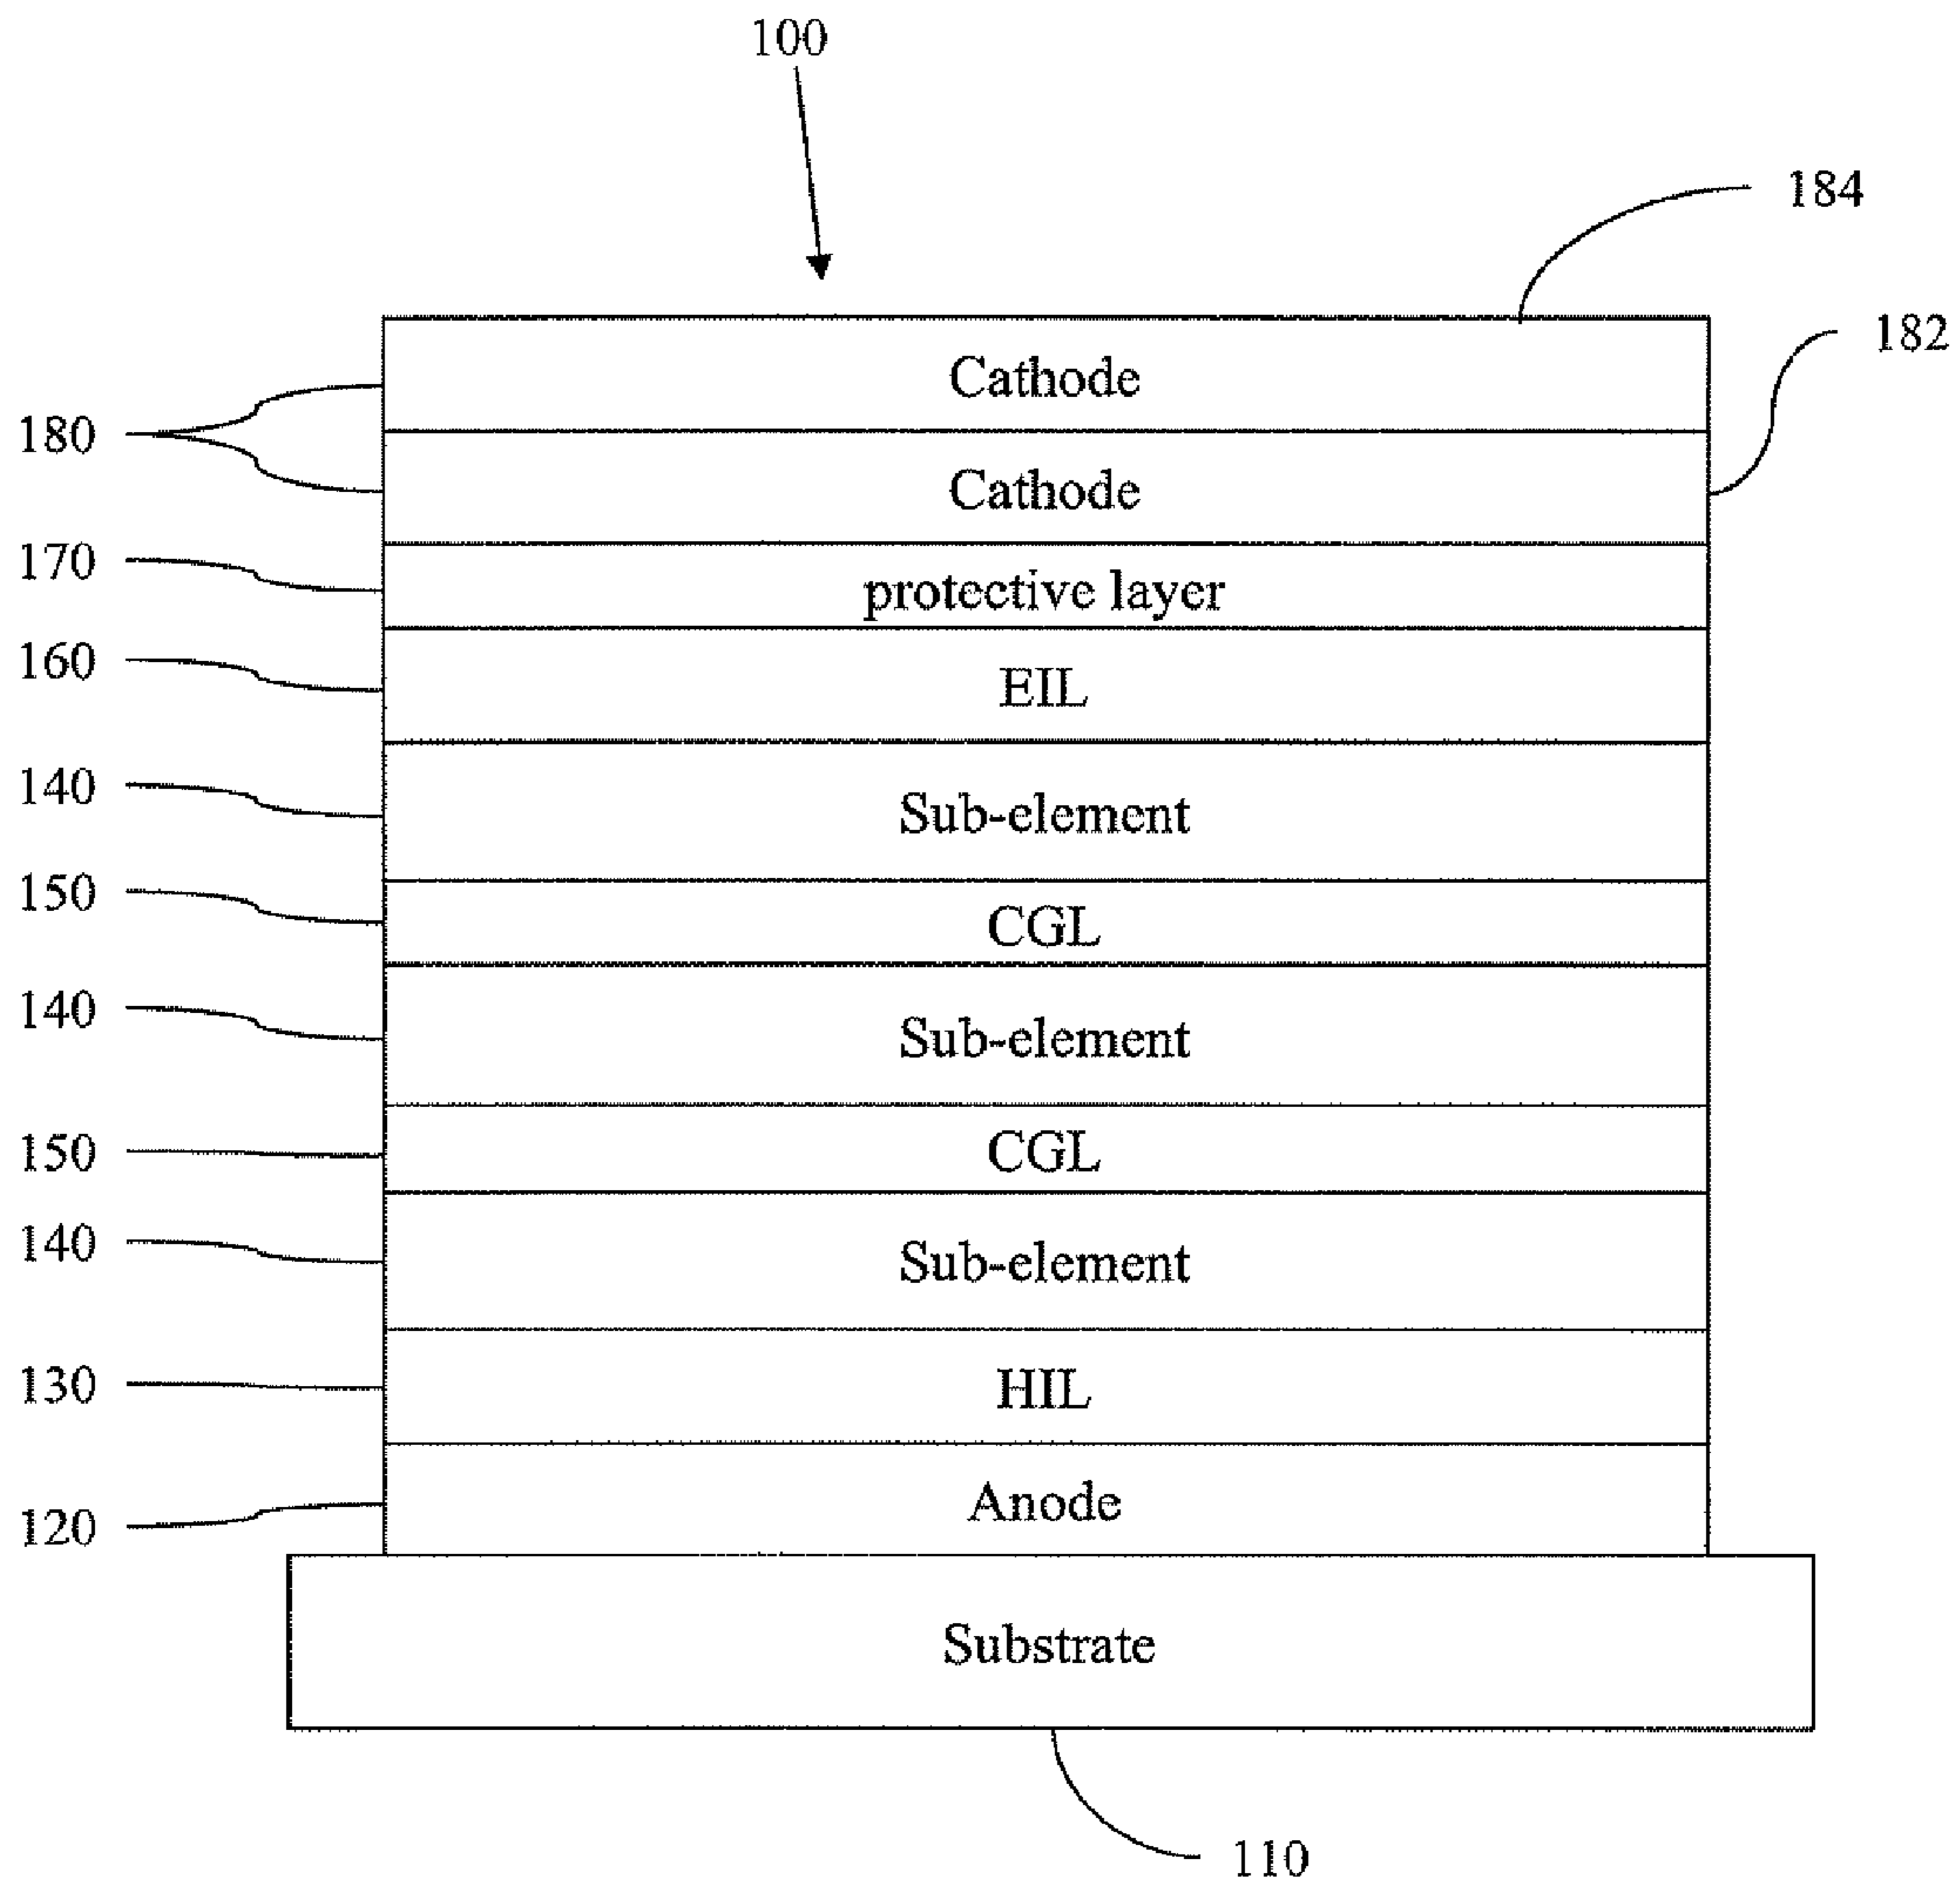 100
184
182
Cathode
180
Cathode
170
protective layer
160
EIL
140
Sub-element
150
CGL
140
Sub-element
150
CGL
140
Sub-element
130
HIL
Anode
120
Substrate
110